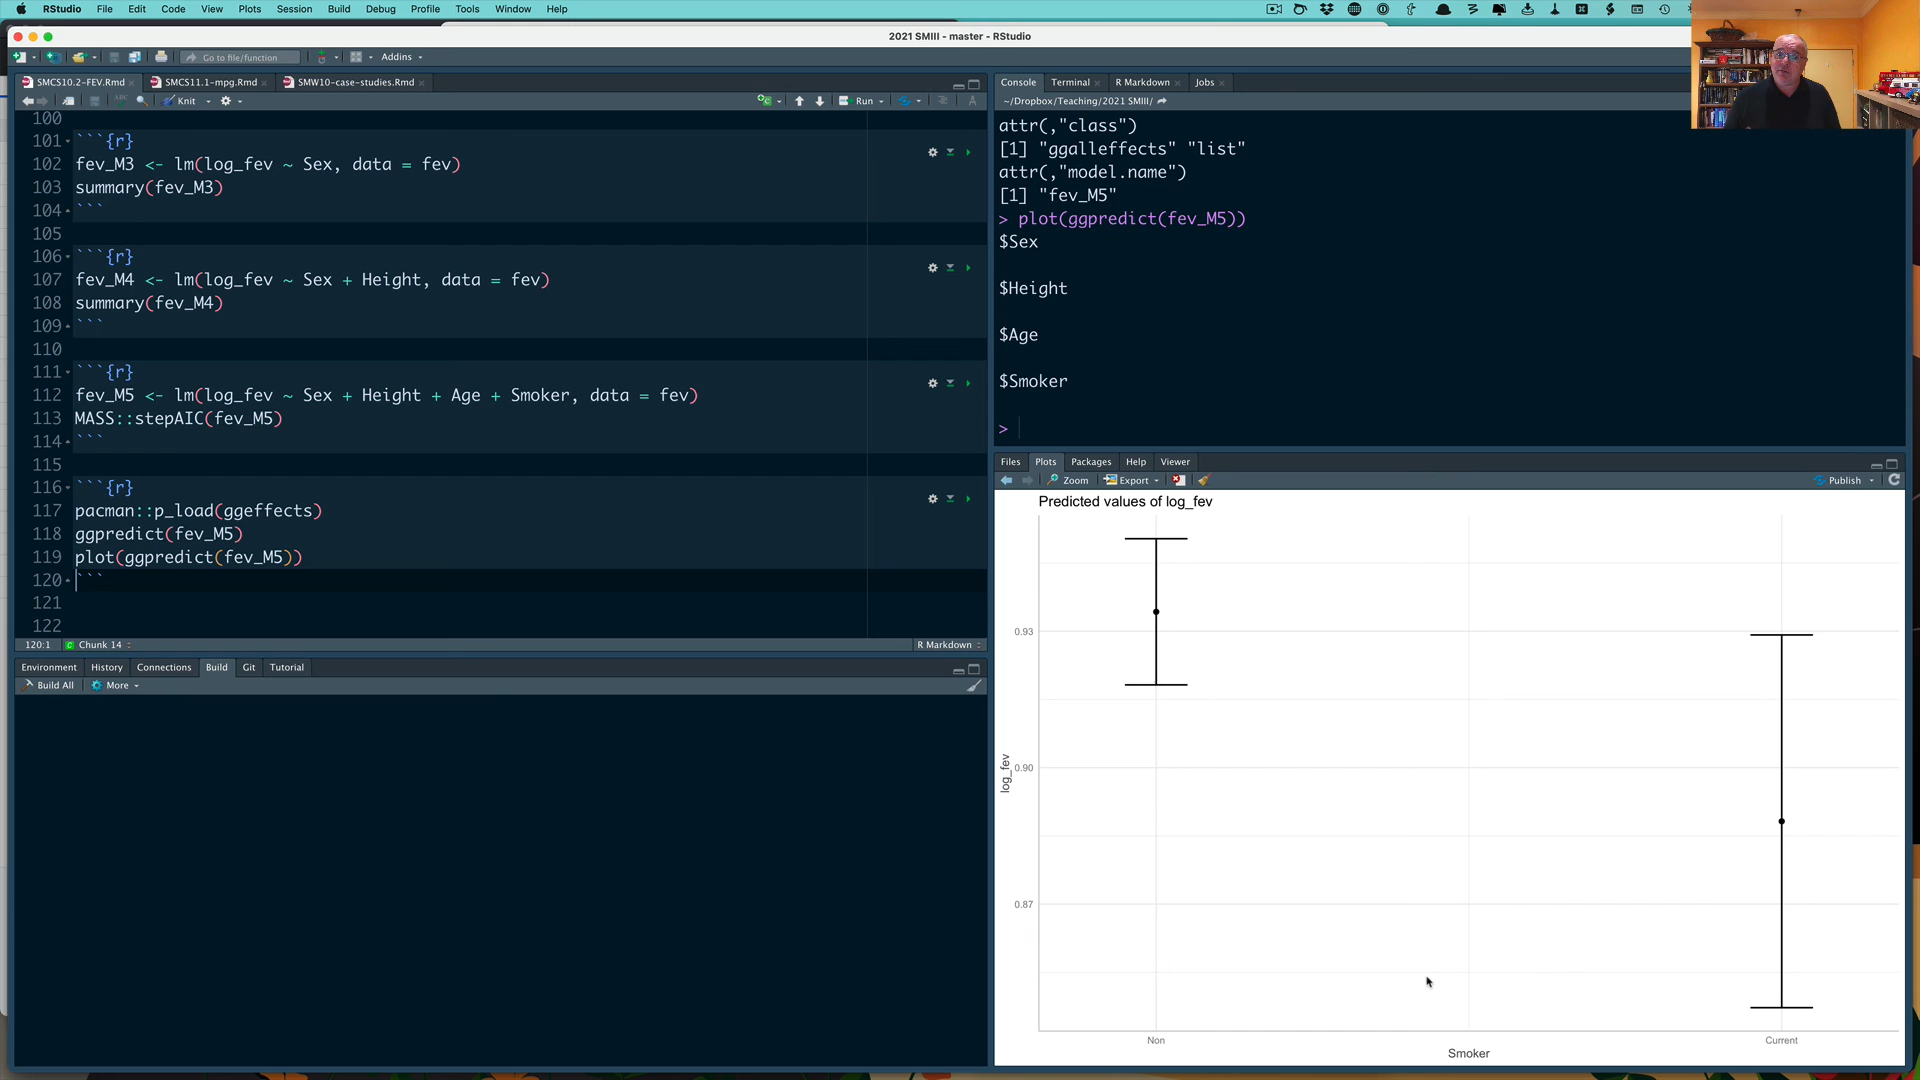 RStudio File Edit Code View Plots Session Build Debug Profile Tools Window Help
2021 SMIII - master - RStudio
Go to file/function Addins
SMCS10.2-FEV.Rmd SMCS11.1-mpg.Rmd SMW10-case-studies.Rmd
Knit Run
100
101 ```{r}
102 fev_M3 <- lm(log_fev ~ Sex, data = fev)
103 summary(fev_M3)
104 ```
105
106 ```{r}
107 fev_M4 <- lm(log_fev ~ Sex + Height, data = fev)
108 summary(fev_M4)
109 ```
110
111 ```{r}
112 fev_M5 <- lm(log_fev ~ Sex + Height + Age + Smoker, data = fev)
113 MASS::stepAIC(fev_M5)
114 ```
115
116 ```{r}
117 pacman::p_load(ggeffects)
118 ggpredict(fev_M5)
119 plot(ggpredict(fev_M5))
120 ```
121
122
120:1 Chunk 14 R Markdown
Environment History Connections Build Git Tutorial
Build All More
Console Terminal R Markdown Jobs
~/Dropbox/Teaching/2021 SMIII/
attr(,"class")
[1] "ggalleffects" "list"
attr(,"model.name")
[1] "fev_M5"
> plot(ggpredict(fev_M5))
$Sex
$Height
$Age
$Smoker
>
Files Plots Packages Help Viewer
Zoom Export Publish
Predicted values of log_fev
0.93
0.90
0.87
log_fev
Non Current
Smoker